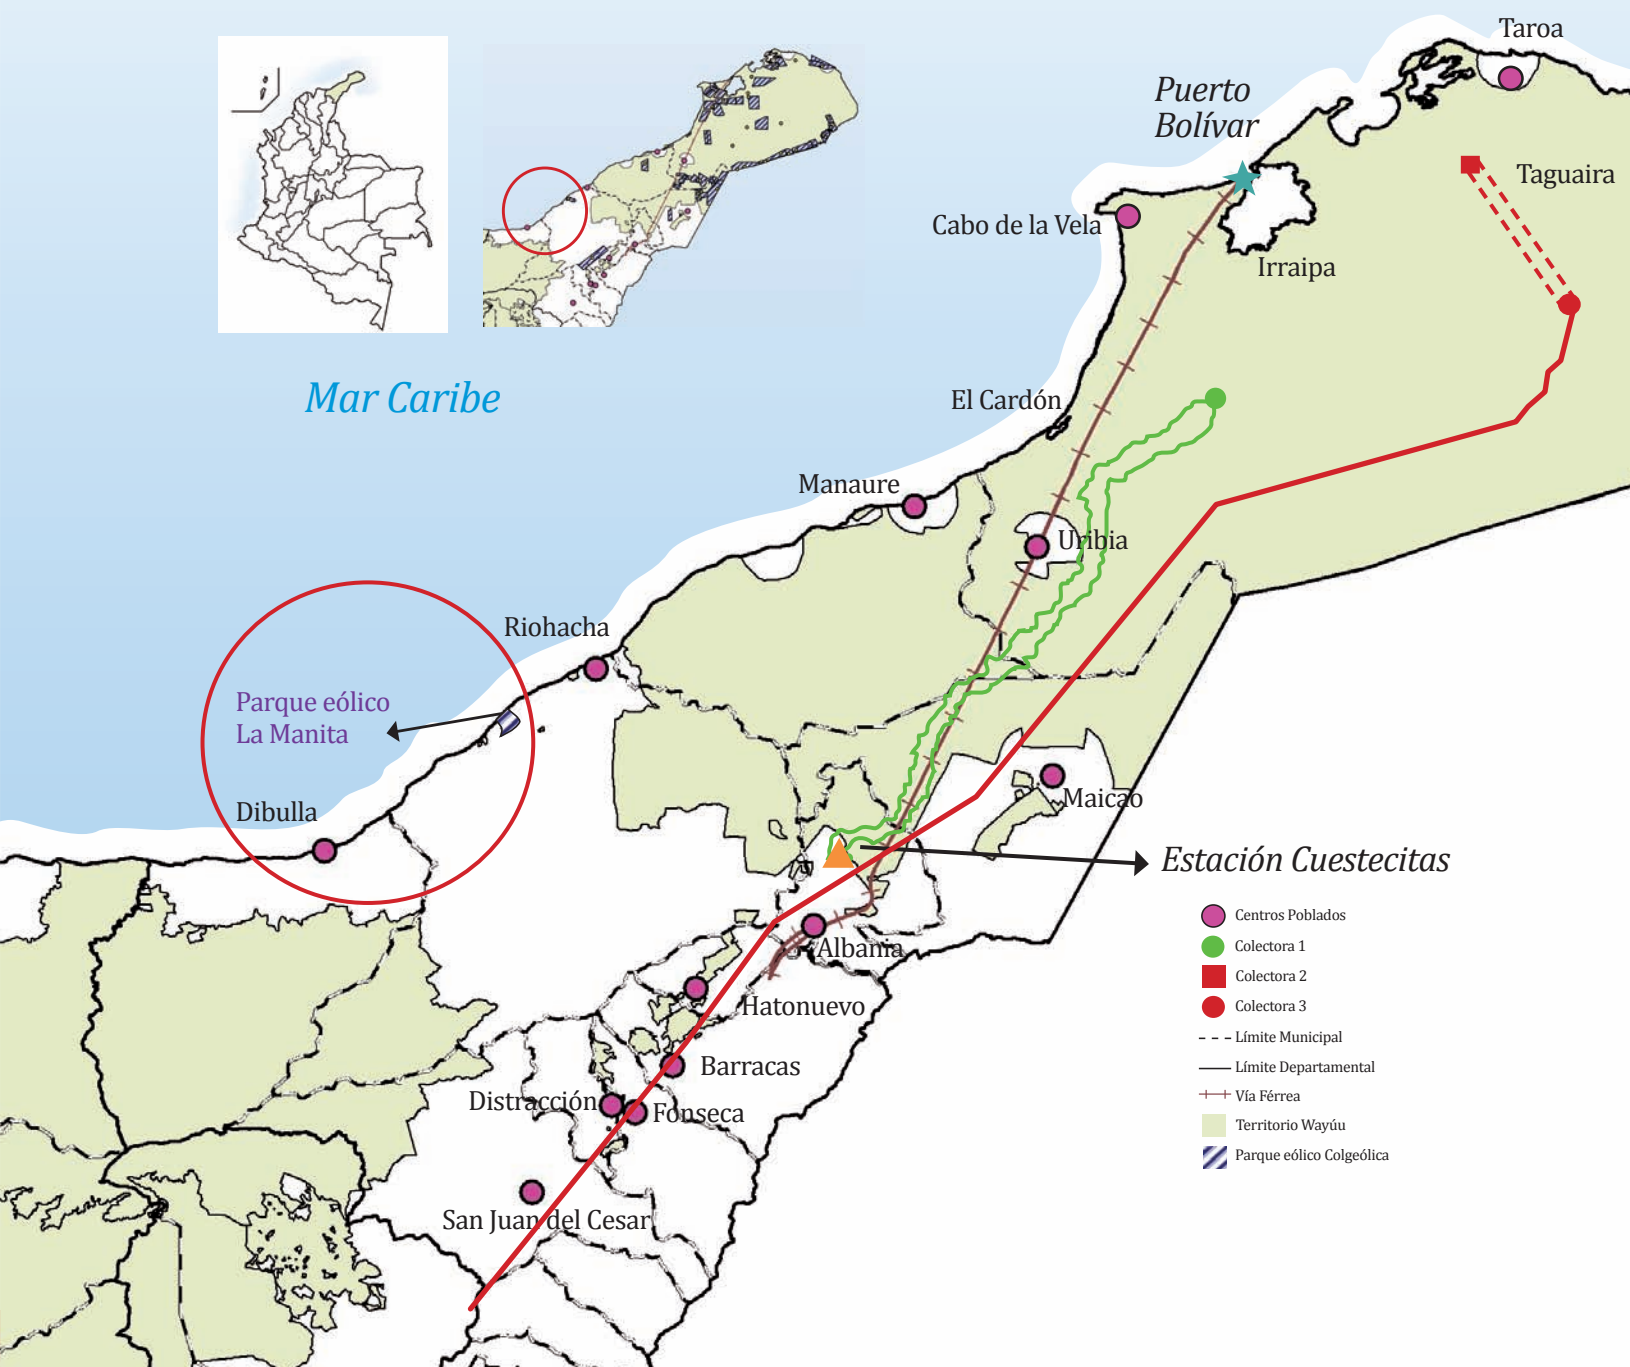 Taroa
Puerto
Bolívar
Taguaira
Cabo de la Vela
Irraipa
Mar Caribe
El Cardón
Manaure
Uribia
Riohacha
Parque eólico
La Manita
Dibulla
Maicao
Estación Cuestecitas
Albania
Hatonuevo
Barracas
Distracción
Fonseca
San Juan del Cesar
Centros Poblados
Colectora 1
Colectora 2
Colectora 3
Límite Municipal
Límite Departamental
Vía Férrea
Territorio Wayúu
Parque eólico Colgeólica